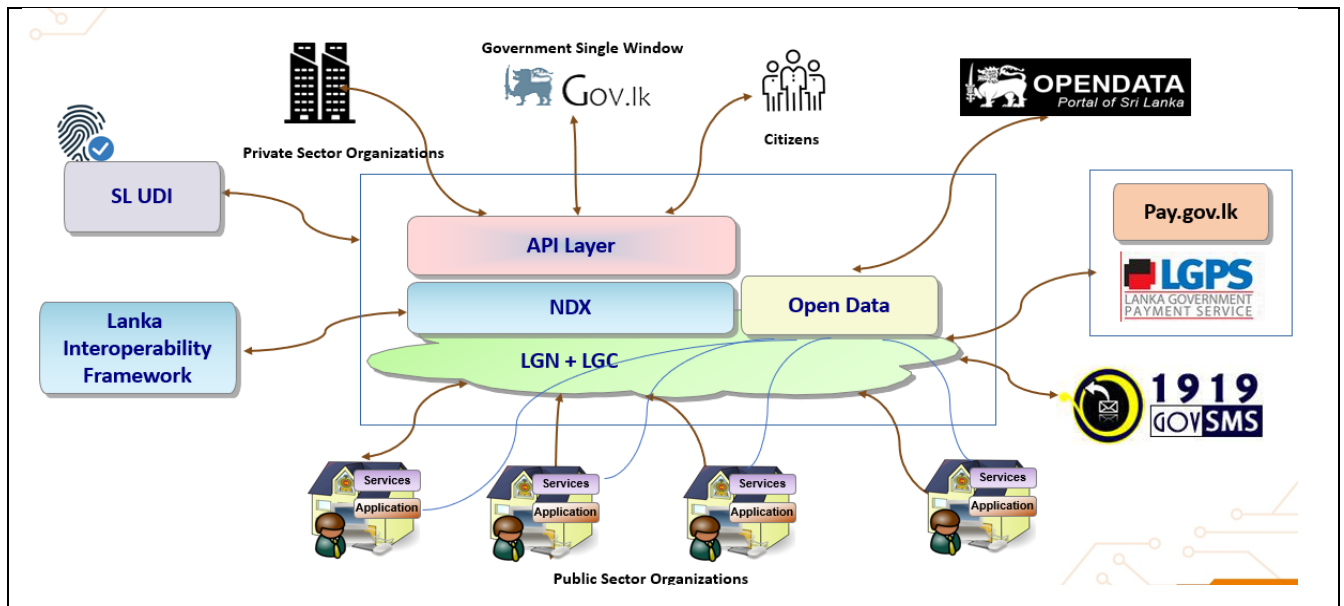 Government Single Window
Gov.lk
OPENDATA
Portal of Sri Lanka
Private Sector Organizations
Citizens
SL UDI
Pay.gov.lk
API Layer
LGPS
LANKA GOVERNMENT
PAYMENT SERVICE
NDX
Open Data
Lanka
Interoperability
Framework
LGN + LGC
1919
GOVSMS
Services
Application
Services
Application
Services
Application
Services
Application
Public Sector Organizations